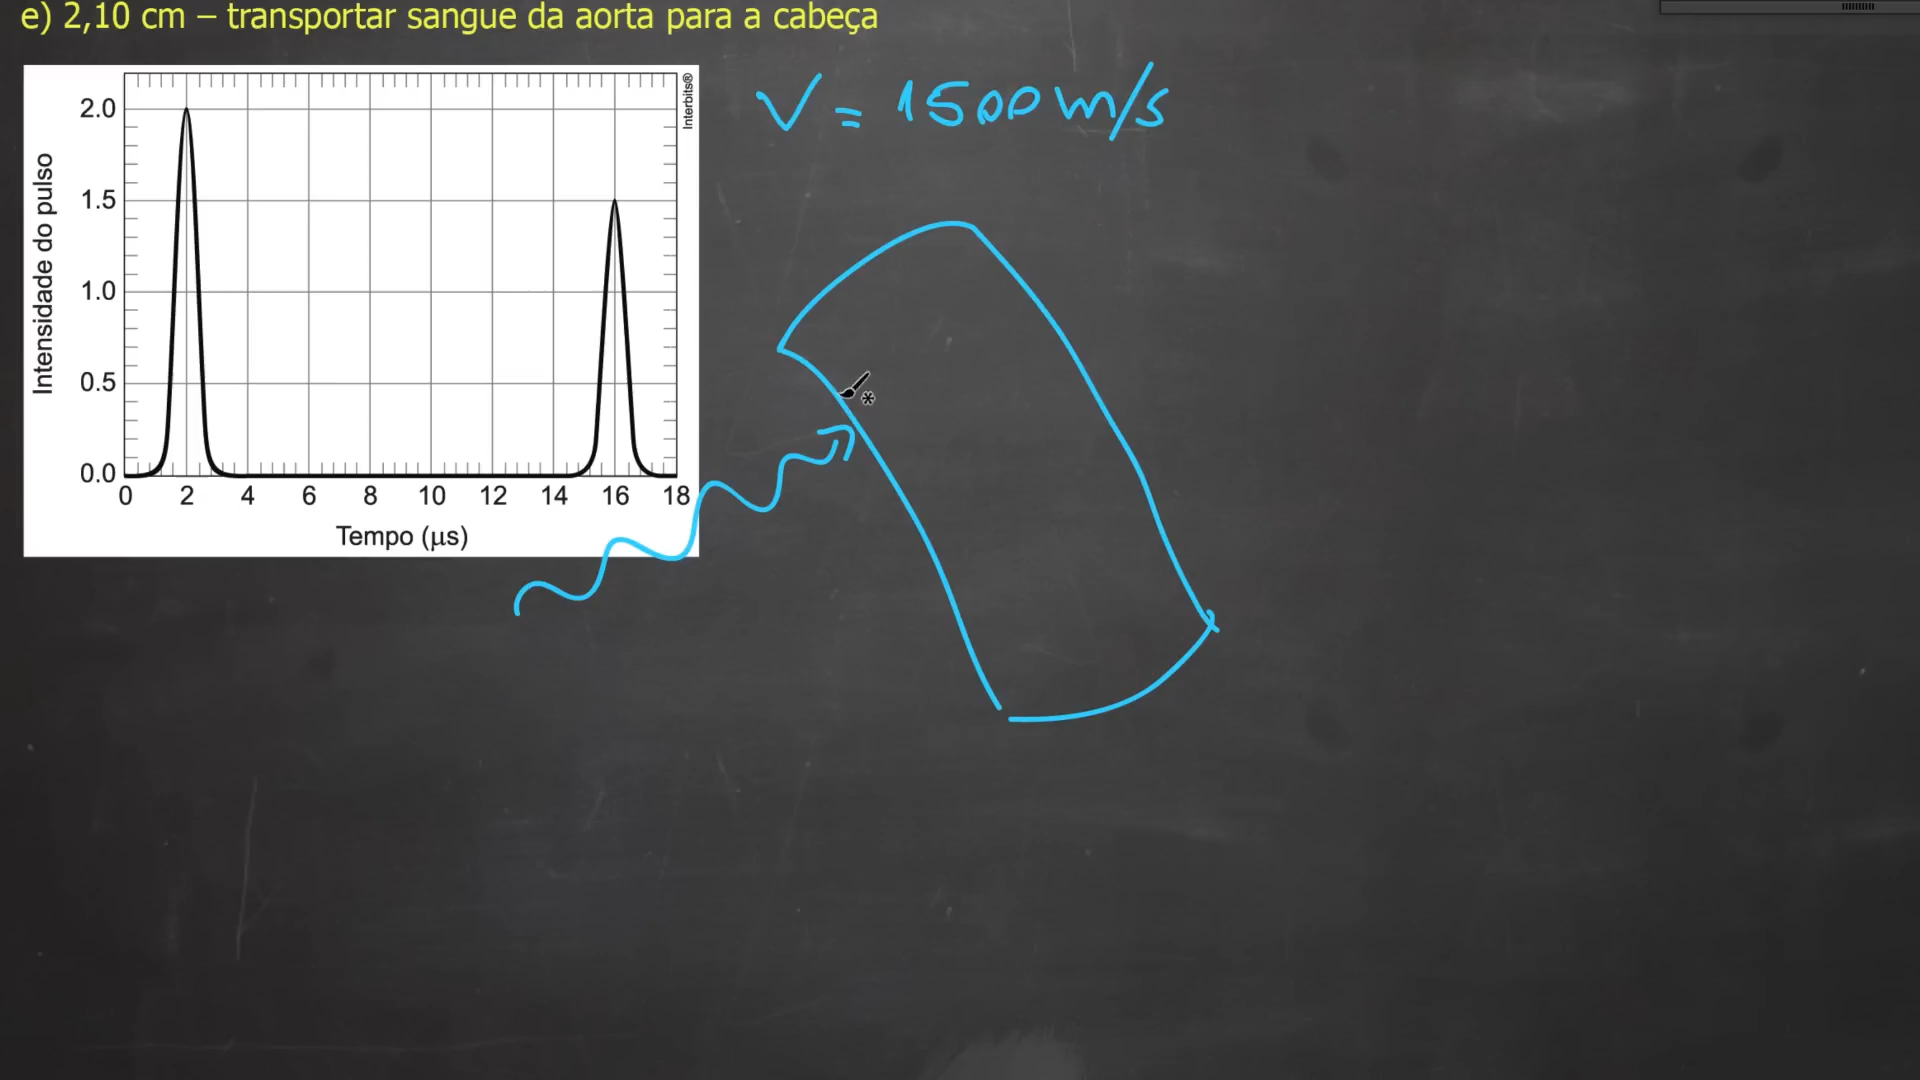 e) 2,10 cm – transportar sangue da aorta para a cabeça
V = 1500 m/s
Interbits®
Intensidade do pulso
2.0
1.5
1.0
0.5
0.0
0 2 4 6 8 10 12 14 16 18
Tempo (μs)